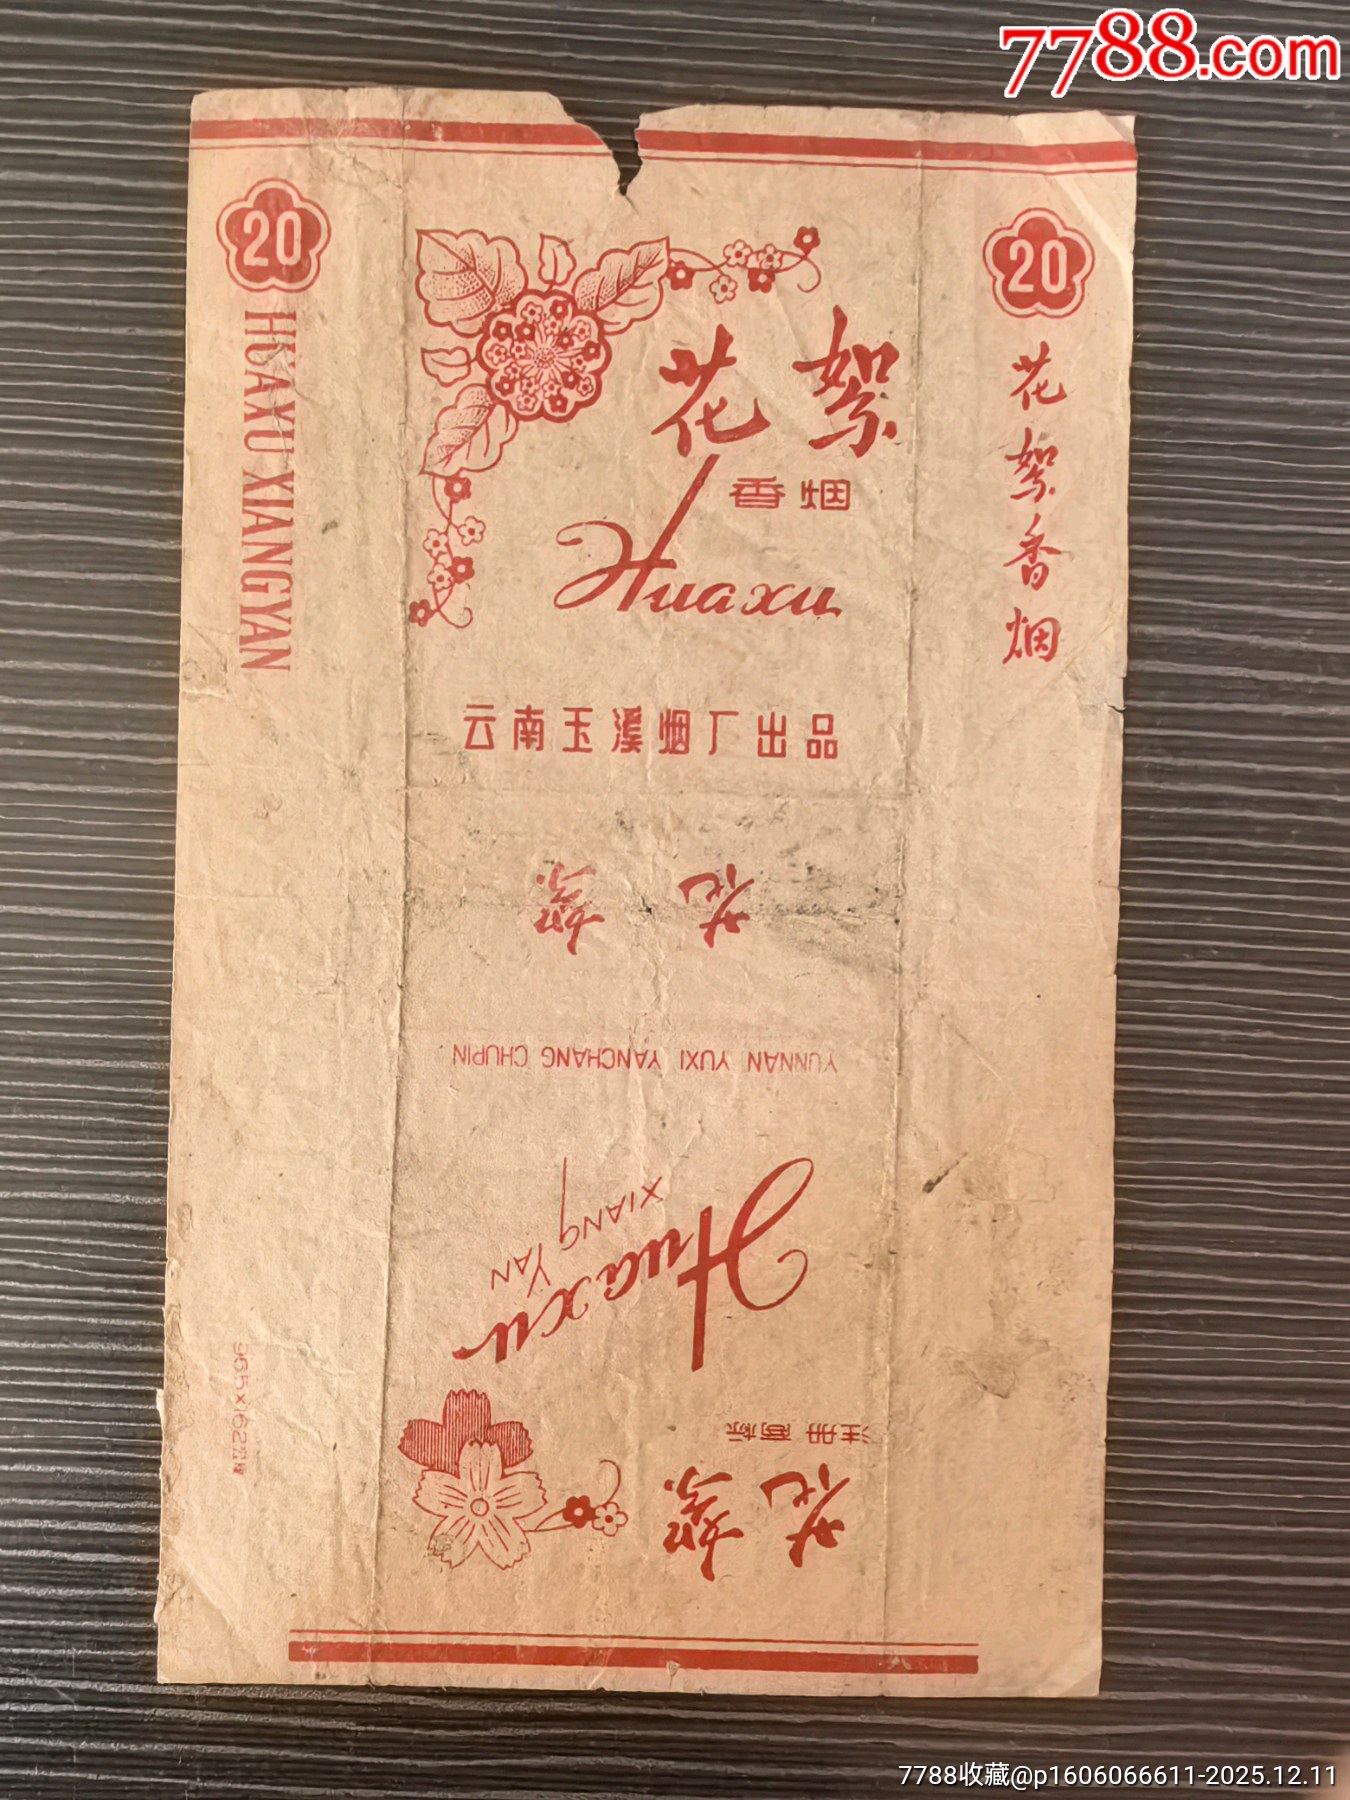 7788.com
20
HUAXU XIANGYAN
花絮
香烟
Huaxu
云南玉溪烟厂出品
20
花絮香烟
花絮
YUNNAN YUXI YANCHANG CHUPIN
Huaxu
XIANG YAN
注册商标
花絮
7788收藏@p1606066611-2025.12.11